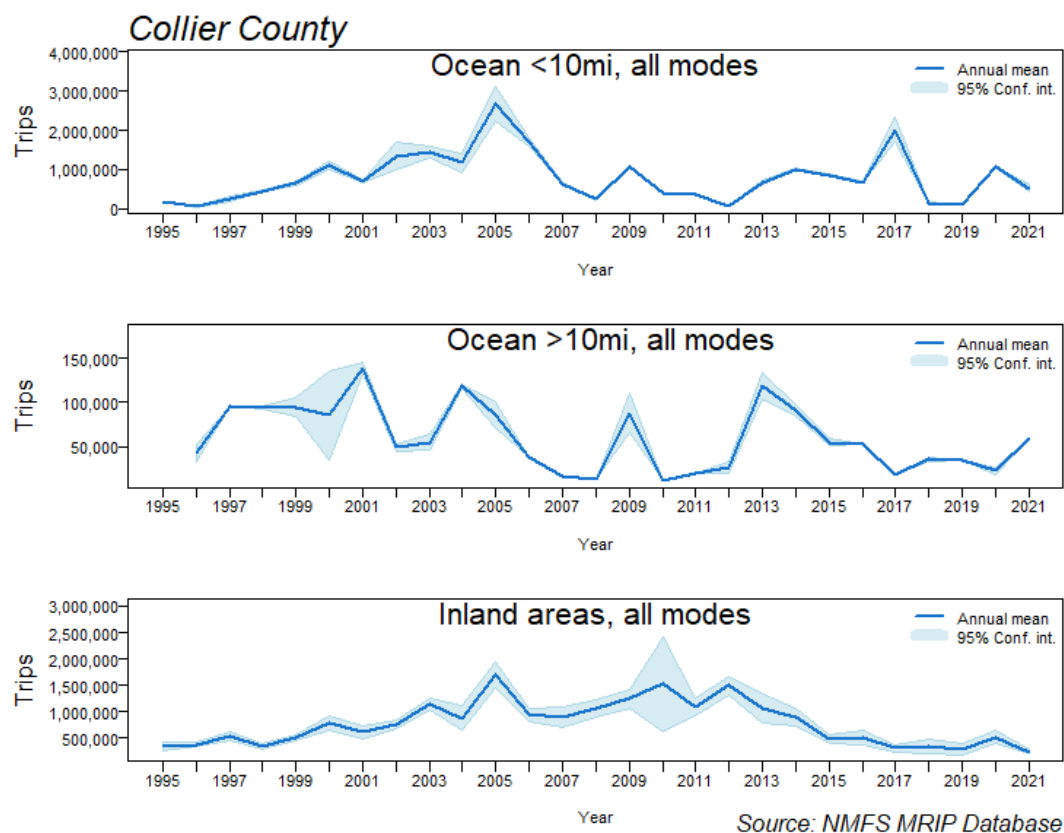 Collier County
Ocean <10mi, all modes
Annual mean
95% Conf. int.
Trips
4,000,000
3,000,000
2,000,000
1,000,000
0
1995 1997 1999 2001 2003 2005 2007 2009 2011 2013 2015 2017 2019 2021
Year
Ocean >10mi, all modes
Annual mean
95% Conf. int.
Trips
150,000
100,000
50,000
1995 1997 1999 2001 2003 2005 2007 2009 2011 2013 2015 2017 2019 2021
Year
Inland areas, all modes
Annual mean
95% Conf. int.
Trips
3,000,000
2,500,000
2,000,000
1,500,000
1,000,000
500,000
1995 1997 1999 2001 2003 2005 2007 2009 2011 2013 2015 2017 2019 2021
Year
Source: NMFS MRIP Database